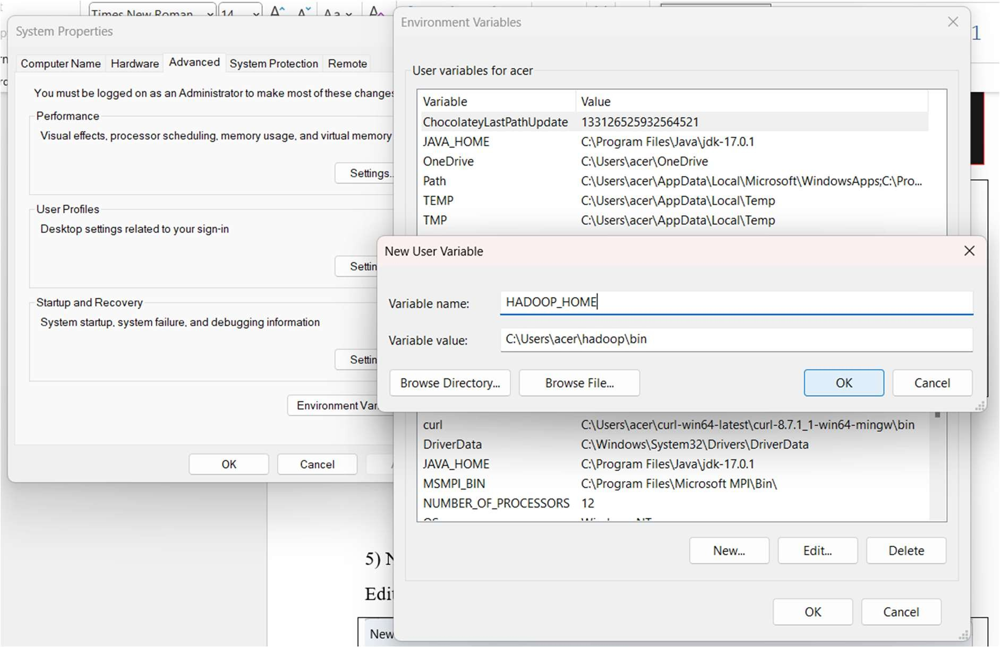 Times New Roman
14
Aa
System Properties
Computer Name
Hardware
Advanced
System Protection
Remote
You must be logged on as an Administrator to make most of these changes
Performance
Visual effects, processor scheduling, memory usage, and virtual memory
Settings..
User Profiles
Desktop settings related to your sign-in
Settin
Startup and Recovery
System startup, system failure, and debugging information
Settin
Environment Var
OK
Cancel
Environment Variables
1
User variables for acer
Variable Value
ChocolateyLastPathUpdate 133126525932564521
JAVA_HOME C:\Program Files\Java\jdk-17.0.1
OneDrive C:\Users\acer\OneDrive
Path C:\Users\acer\AppData\Local\Microsoft\WindowsApps;C:\Pro...
TEMP C:\Users\acer\AppData\Local\Temp
TMP C:\Users\acer\AppData\Local\Temp
New User Variable
Variable name: HADOOP_HOME
Variable value: C:\Users\acer\hadoop\bin
Browse Directory...
Browse File...
OK
Cancel
curl C:\Users\acer\curl-win64-latest\curl-8.7.1_1-win64-mingw\bin
DriverData C:\Windows\System32\Drivers\DriverData
JAVA_HOME C:\Program Files\Java\jdk-17.0.1
MSMPI_BIN C:\Program Files\Microsoft MPI\Bin\
NUMBER_OF_PROCESSORS 12
New...
Edit...
Delete
OK
Cancel
5) N
Edit
New